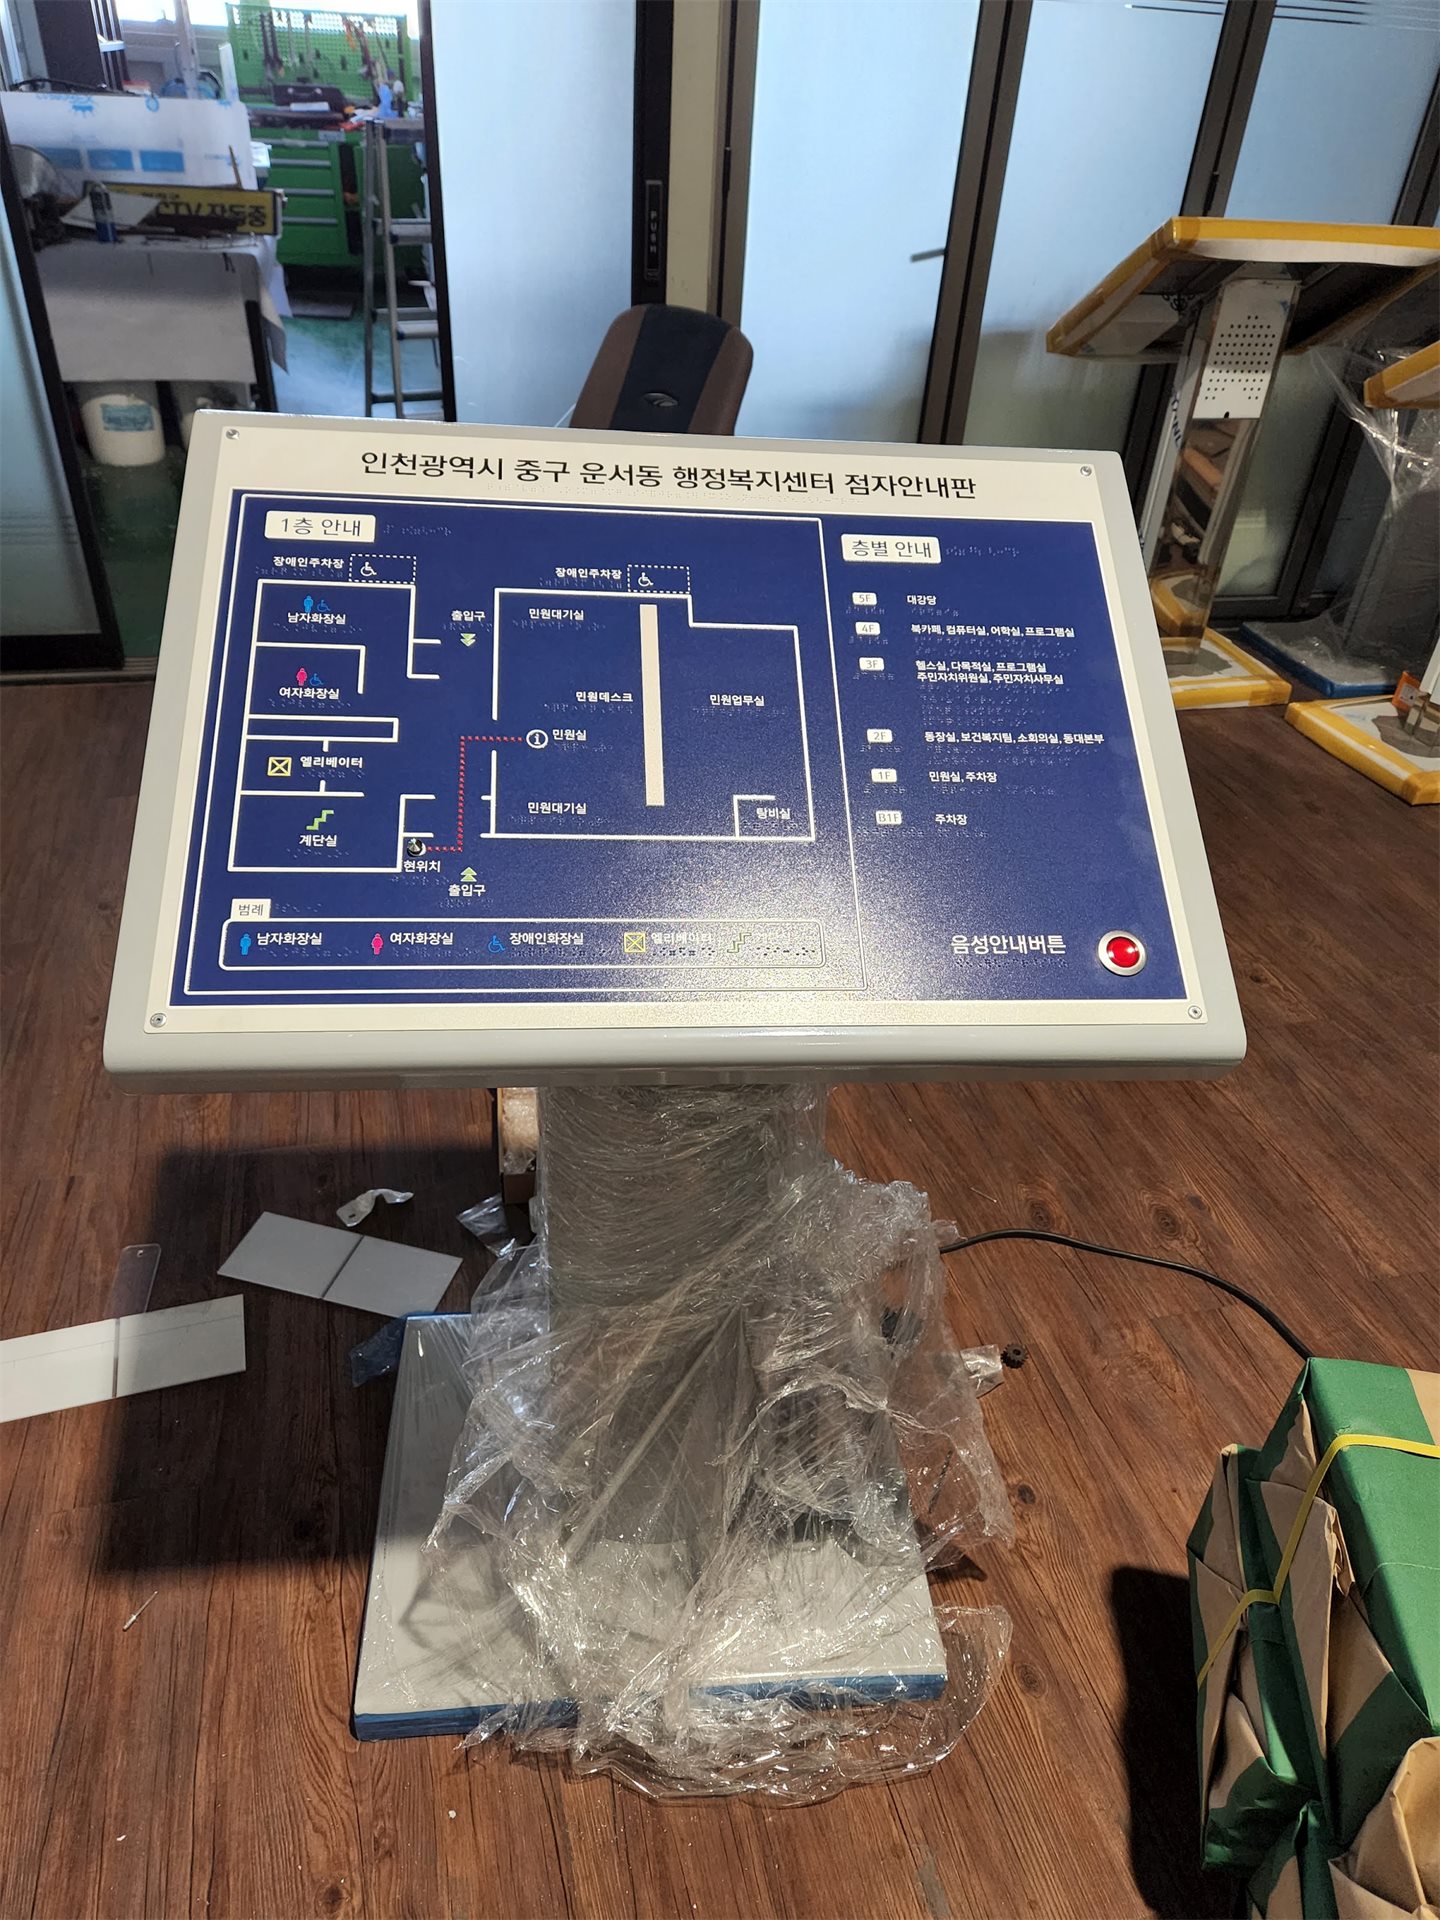 PUSH
인천광역시 중구 운서동 행정복지센터 점자안내판
1층 안내
장애인주차장
남자화장실
여자화장실
엘리베이터
계단실
출입구
장애인주차장
민원대기실
민원데스크
민원업무실
민원실
민원대기실
탕비실
현위치
출입구
범례
남자화장실
여자화장실
장애인화장실
엘리베이터
층별 안내
5F 대강당
4F 북카페, 컴퓨터실, 어학실, 프로그램실
3F 헬스실, 다목적실, 프로그램실
주민자치위원실, 주민자치사무실
2F 동장실, 보건복지팀, 소회의실, 동대본부
1F 민원실, 주차장
B1F 주차장
음성안내버튼